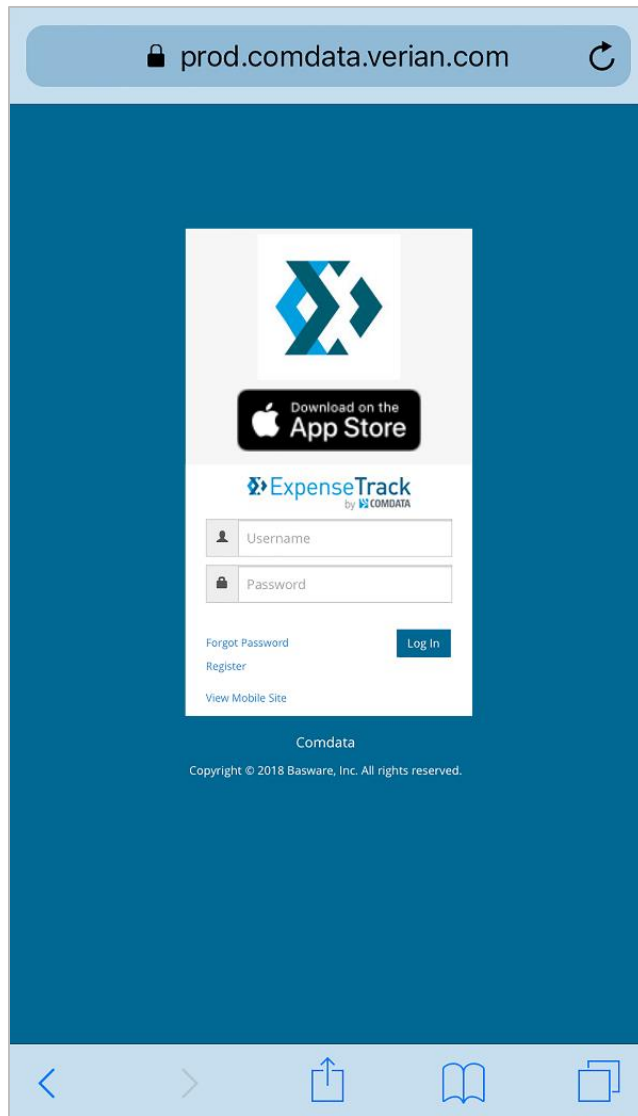 prod.comdata.verian.com
Download on the
App Store
ExpenseTrack
by COMDATA
Username
Password
Forgot Password
Log In
Register
View Mobile Site
Comdata
Copyright © 2018 Basware, Inc. All rights reserved.